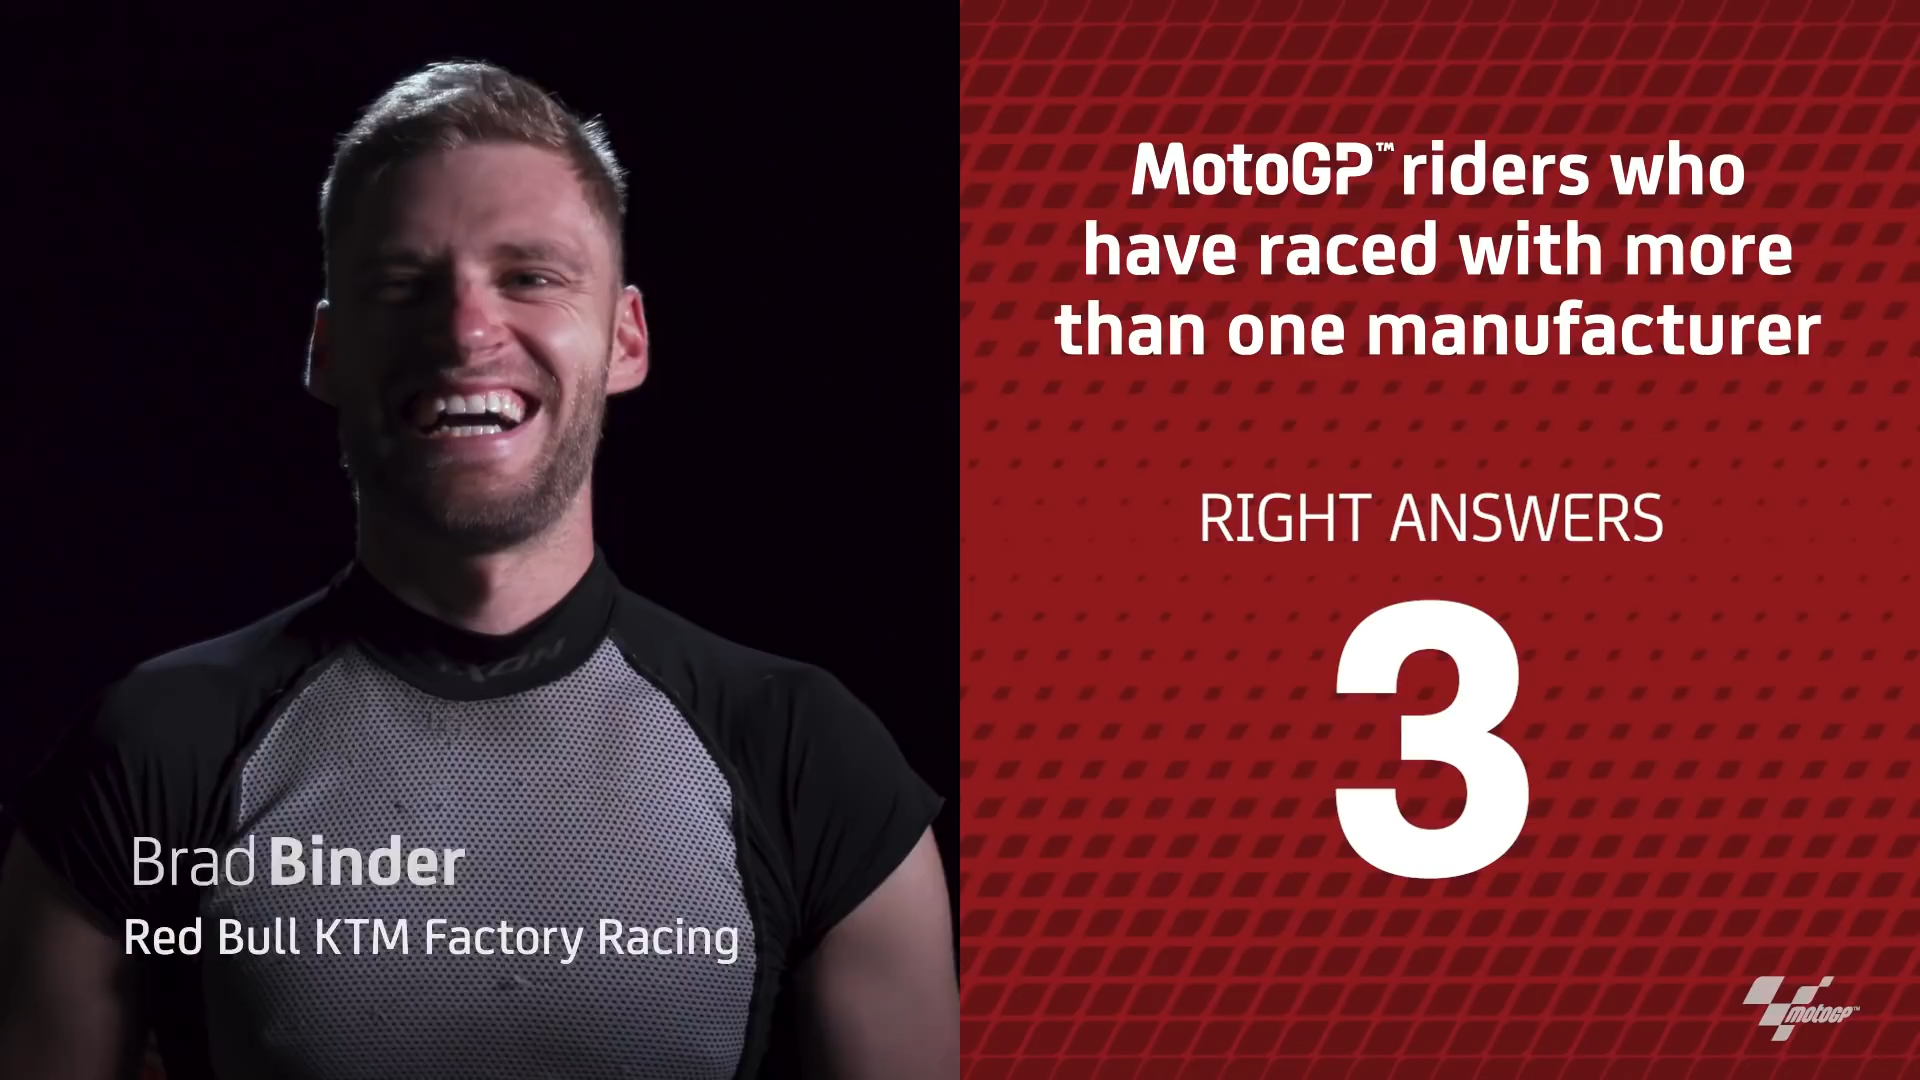 MotoGP™ riders who
have raced with more
than one manufacturer
RIGHT ANSWERS
3
Brad Binder
Red Bull KTM Factory Racing
motoGP™